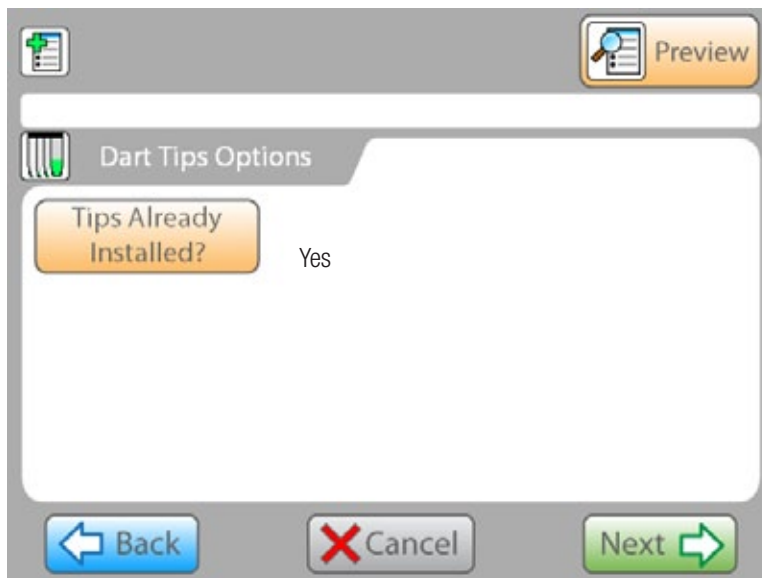 Preview
Dart Tips Options
Tips Already
Installed?
Yes
Back
Cancel
Next